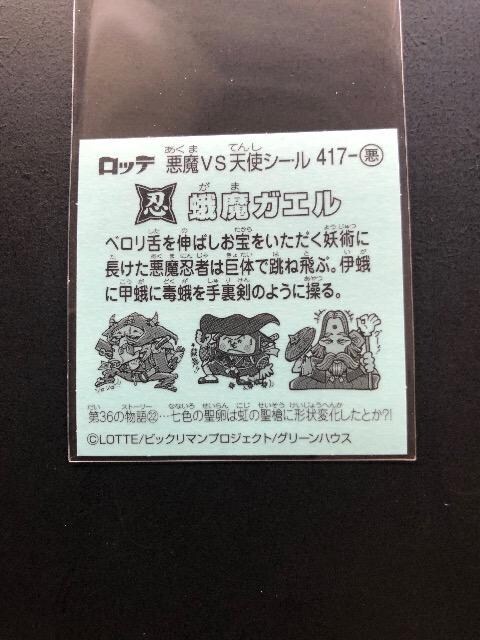 ロッテ 悪魔VS天使シール 417-悪
忍 蛾魔ガエル
ベロリ舌を伸ばしお宝をいただく妖術に
長けた悪魔忍者は巨体で跳ね飛ぶ。伊蛾
に甲蛾に毒蛾を手裏剣のように操る。
第36の物語㉒…七色の聖卵は虹の聖槍に形状変化したとか?!
©LOTTE/ビックリマンプロジェクト/グリーンハウス